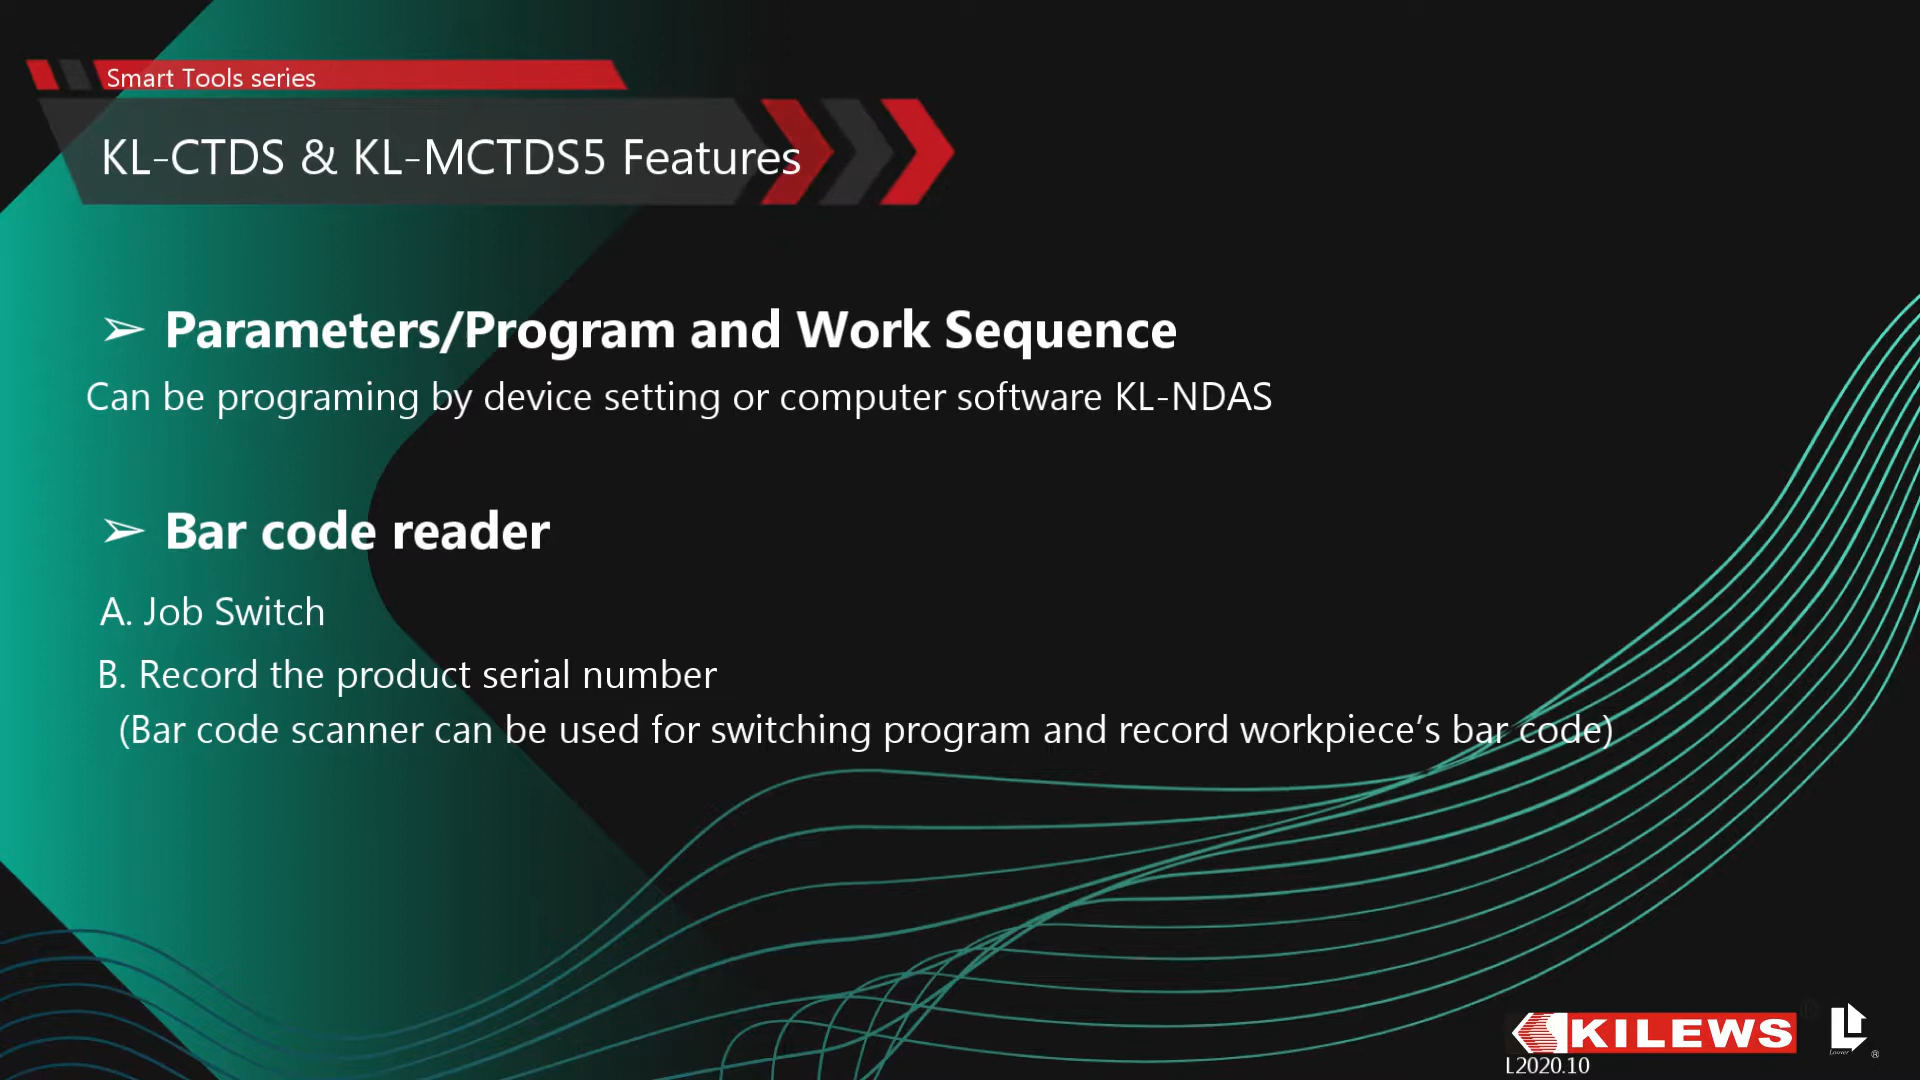 Smart Tools series
KL-CTDS & KL-MCTDS5 Features
➢ Parameters/Program and Work Sequence
Can be programing by device setting or computer software KL-NDAS
➢ Bar code reader
A. Job Switch
B. Record the product serial number
(Bar code scanner can be used for switching program and record workpiece’s bar code)
KILEWS
®
L2020.10